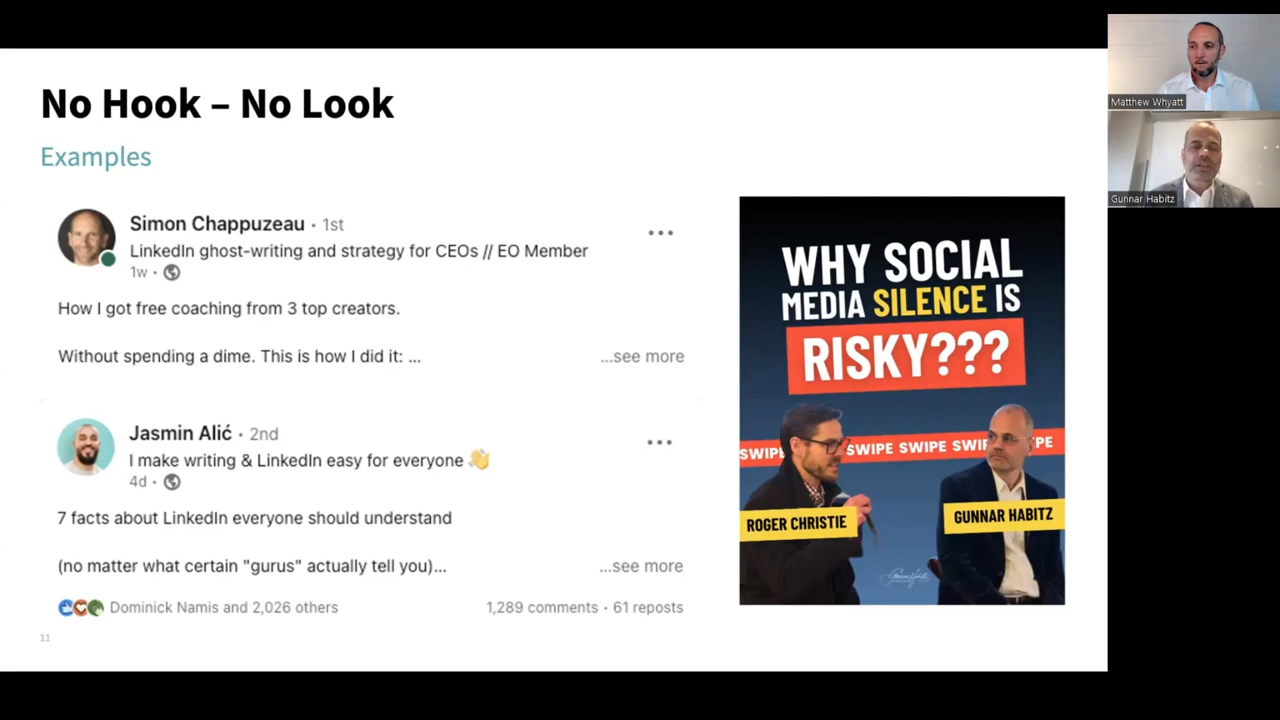 No Hook – No Look
Examples
Simon Chappuzeau • 1st
LinkedIn ghost-writing and strategy for CEOs // EO Member
1w •
How I got free coaching from 3 top creators.
Without spending a dime. This is how I did it: ...
...see more
Jasmin Alić • 2nd
I make writing & LinkedIn easy for everyone 👋
4d •
7 facts about LinkedIn everyone should understand
(no matter what certain "gurus" actually tell you)...
...see more
Dominick Namis and 2,026 others
1,289 comments • 61 reposts
11
WHY SOCIAL
MEDIA SILENCE IS
RISKY???
SWIPE SWIPE SWIPE
ROGER CHRISTIE
GUNNAR HABITZ
Matthew Whyatt
Gunnar Habitz